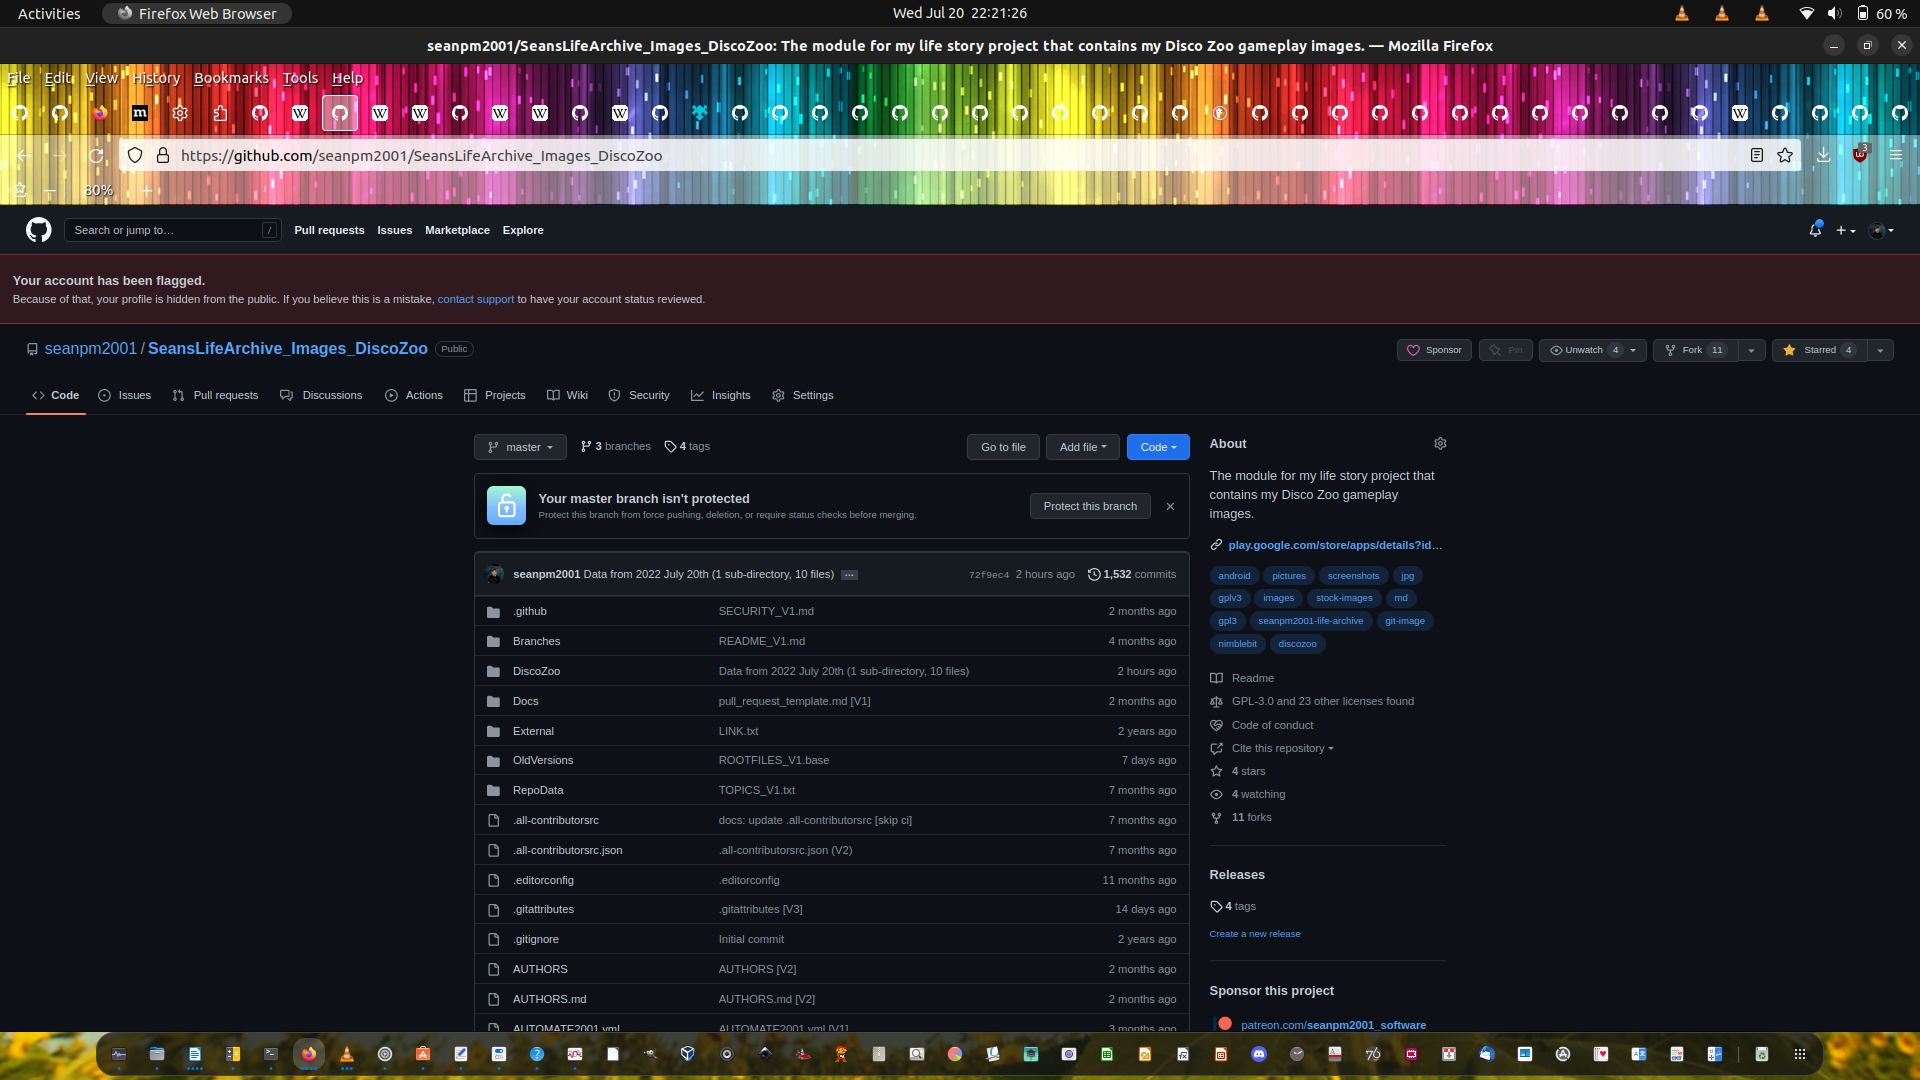 Activities
Firefox Web Browser
Wed Jul 20 22:21:26
60 %
seanpm2001/SeansLifeArchive_Images_DiscoZoo: The module for my life story project that contains my Disco Zoo gameplay images. — Mozilla Firefox
File Edit View History Bookmarks Tools Help
https://github.com/seanpm2001/SeansLifeArchive_Images_DiscoZoo
3
80%
Search or jump to…
/
Pull requests Issues Marketplace Explore
Your account has been flagged.
Because of that, your profile is hidden from the public. If you believe this is a mistake, contact support to have your account status reviewed.
seanpm2001 / SeansLifeArchive_Images_DiscoZoo Public
Sponsor
Pin
Unwatch 4
Fork 11
Starred 4
Code Issues Pull requests Discussions Actions Projects Wiki Security Insights Settings
master
3 branches
4 tags
Go to file
Add file
Code
Your master branch isn't protected
Protect this branch from force pushing, deletion, or require status checks before merging.
Protect this branch
seanpm2001 Data from 2022 July 20th (1 sub-directory, 10 files) ... 72f9ec4 2 hours ago 1,532 commits
.github SECURITY_V1.md 2 months ago
Branches README_V1.md 4 months ago
DiscoZoo Data from 2022 July 20th (1 sub-directory, 10 files) 2 hours ago
Docs pull_request_template.md [V1] 2 months ago
External LINK.txt 2 years ago
OldVersions ROOTFILES_V1.base 7 days ago
RepoData TOPICS_V1.txt 7 months ago
.all-contributorsrc docs: update .all-contributorsrc [skip ci] 7 months ago
.all-contributorsrc.json .all-contributorsrc.json (V2) 7 months ago
.editorconfig .editorconfig 11 months ago
.gitattributes .gitattributes [V3] 14 days ago
.gitignore Initial commit 2 years ago
AUTHORS AUTHORS [V2] 2 months ago
AUTHORS.md AUTHORS.md [V2] 2 months ago
AUTOMATE2001.yml AUTOMATE2001.yml [V1] 3 months ago
About
The module for my life story project that
contains my Disco Zoo gameplay
images.
play.google.com/store/apps/details?id…
android pictures screenshots jpg
gplv3 images stock-images md
gpl3 seanpm2001-life-archive git-image
nimblebit discozoo
Readme
GPL-3.0 and 23 other licenses found
Code of conduct
Cite this repository
4 stars
4 watching
11 forks
Releases
4 tags
Create a new release
Sponsor this project
patreon.com/seanpm2001_software